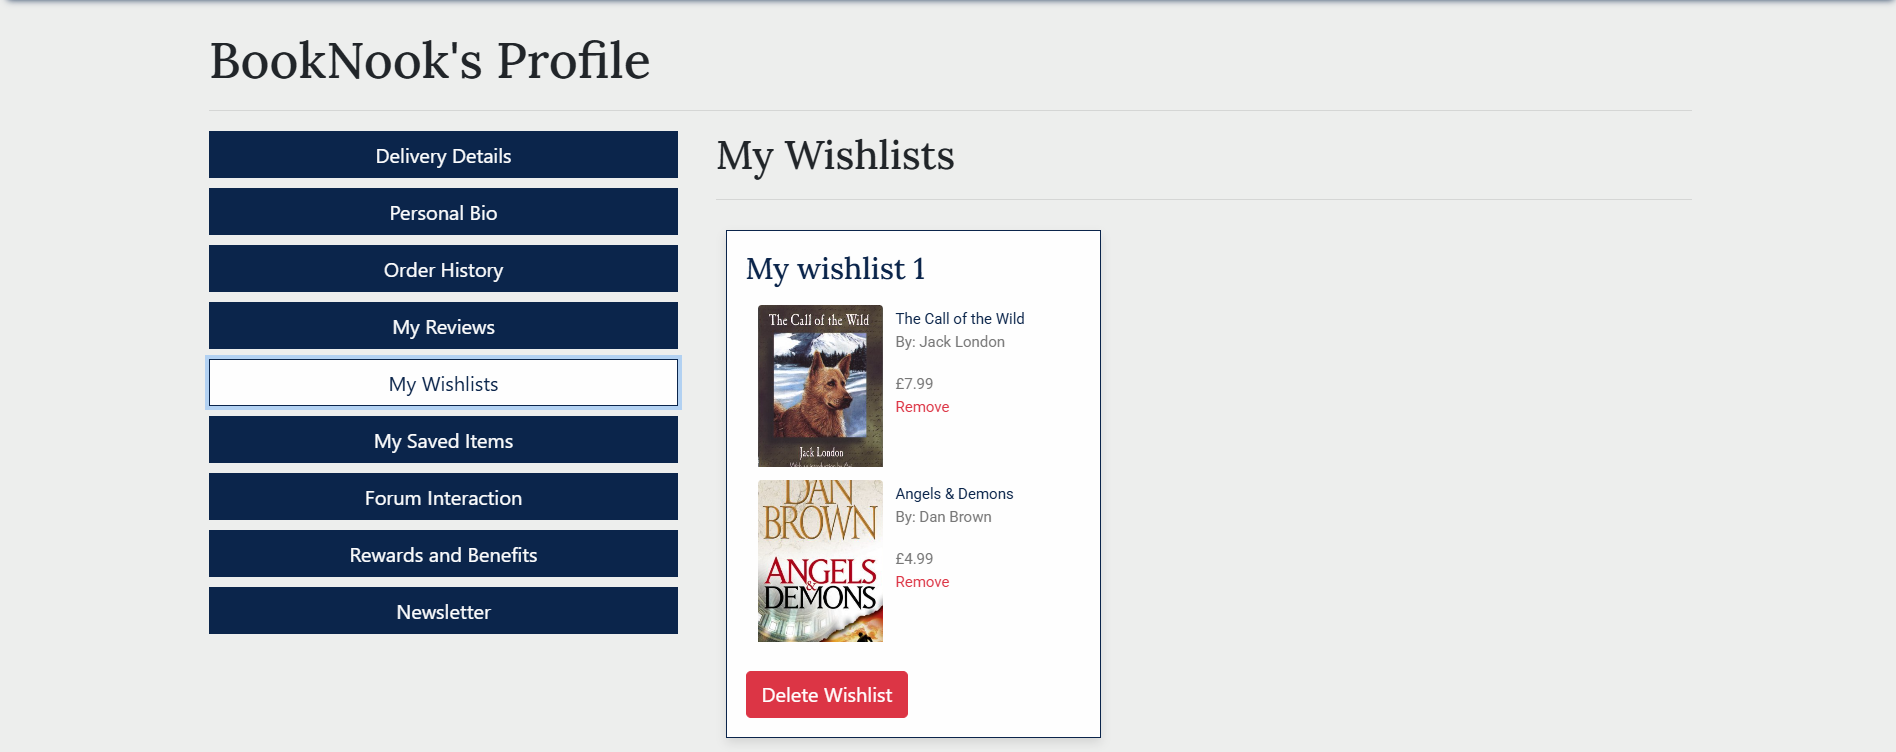 BookNook's Profile
Delivery Details
Personal Bio
Order History
My Reviews
My Wishlists
My Saved Items
Forum Interaction
Rewards and Benefits
Newsletter
My Wishlists
My wishlist 1
The Call of the Wild
Jack London
The Call of the Wild
By: Jack London
£7.99
Remove
DAN
BROWN
ANGELS
&
DEMONS
Angels & Demons
By: Dan Brown
£4.99
Remove
Delete Wishlist